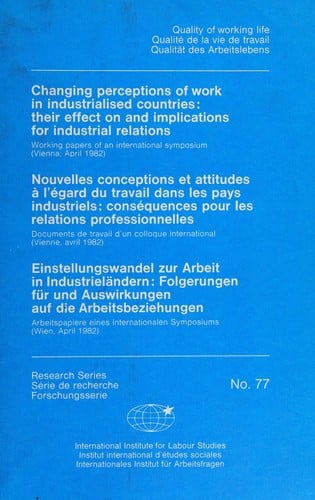 Quality of working life
Qualité de la vie de travail
Qualität des Arbeitslebens
Changing perceptions of work
in industrialised countries:
their effect on and implications
for industrial relations
Working papers of an international symposium
(Vienna, April 1982)
Nouvelles conceptions et attitudes
à l'égard du travail dans les pays
industriels: conséquences pour les
relations professionnelles
Documents de travail d'un colloque international
(Vienne, avril 1982)
Einstellungswandel zur Arbeit
in Industrieländern: Folgerungen
für und Auswirkungen
auf die Arbeitsbeziehungen
Arbeitspapiere eines internationalen Symposiums
(Wien, April 1982)
Research Series
Série de recherche
Forschungsserie
No. 77
International Institute for Labour Studies
Institut international d'études sociales
Internationales Institut für Arbeitsfragen